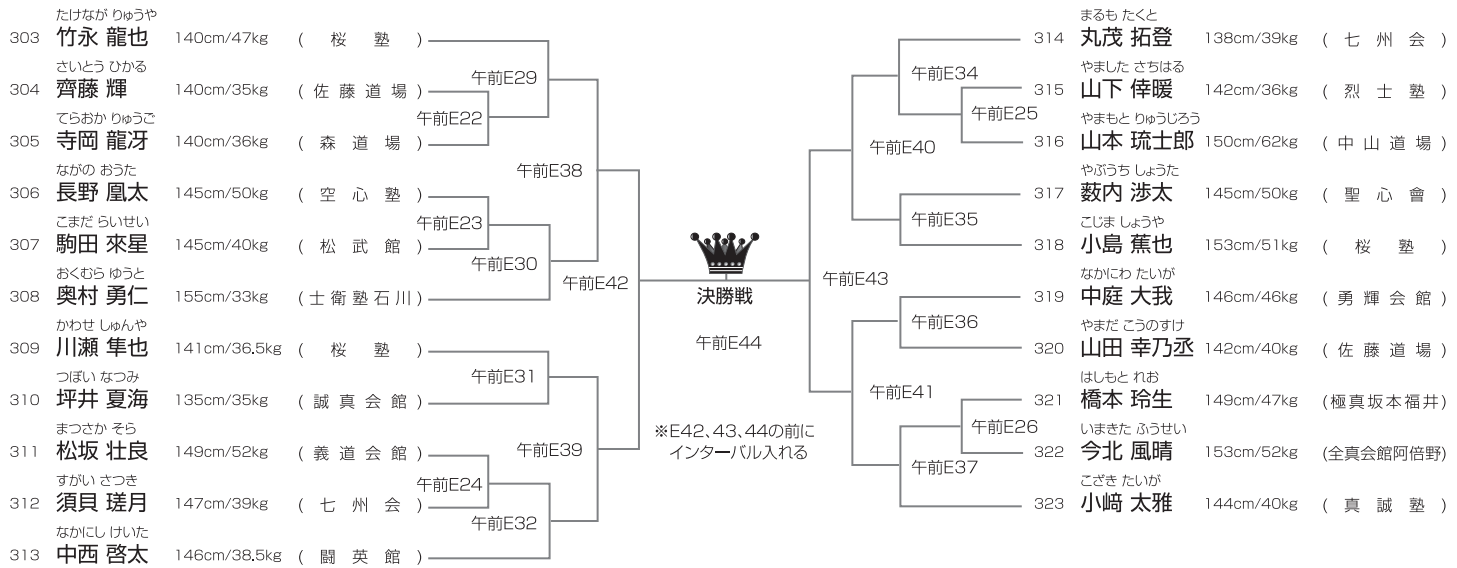 たけなが りゅうや
303 竹永 龍也 140cm/47kg (桜塾)
さいとう ひかる
304 齊藤 輝 140cm/35kg (佐藤道場)
てらおか りゅうご
305 寺岡 龍冴 140cm/36kg (森道場)
ながの おうた
306 長野 凰太 145cm/50kg (空心塾)
こまだ らいせい
307 駒田 來星 145cm/40kg (松武館)
おくむら ゆうと
308 奥村 勇仁 155cm/33kg (士衛塾石川)
かわせ しゅんや
309 川瀬 隼也 141cm/36.5kg (桜塾)
つぼい なつみ
310 坪井 夏海 135cm/35kg (誠真会館)
まつさか そら
311 松坂 壮良 149cm/52kg (義道会館)
すがい さつき
312 須貝 瑳月 147cm/39kg (七州会)
なかにし けいた
313 中西 啓太 146cm/38.5kg (闘英館)
午前E29
午前E22
午前E38
午前E23
午前E30
午前E42
午前E31
午前E39
午前E24
午前E32
決勝戦
午前E44
※E42、43、44の前に
インターバル入れる
午前E34
午前E25
午前E40
午前E35
午前E43
午前E36
午前E41
午前E26
午前E37
まるも たくと
314 丸茂 拓登 138cm/39kg (七州会)
やました さちはる
315 山下 倖暖 142cm/36kg (烈士塾)
やまもと りゅうじろう
316 山本 琉士郎 150cm/62kg (中山道場)
やぶうち しょうた
317 薮内 渉太 145cm/50kg (聖心會)
こじま しょうや
318 小島 蕉也 153cm/51kg (桜塾)
なかにわ たいが
319 中庭 大我 146cm/46kg (勇輝会館)
やまだ こうのすけ
320 山田 幸乃丞 142cm/40kg (佐藤道場)
はしもと れお
321 橋本 玲生 149cm/47kg (極真坂本福井)
いまきた ふうせい
322 今北 風晴 153cm/52kg (全真会館阿倍野)
こざき たいが
323 小﨑 太雅 144cm/40kg (真誠塾)